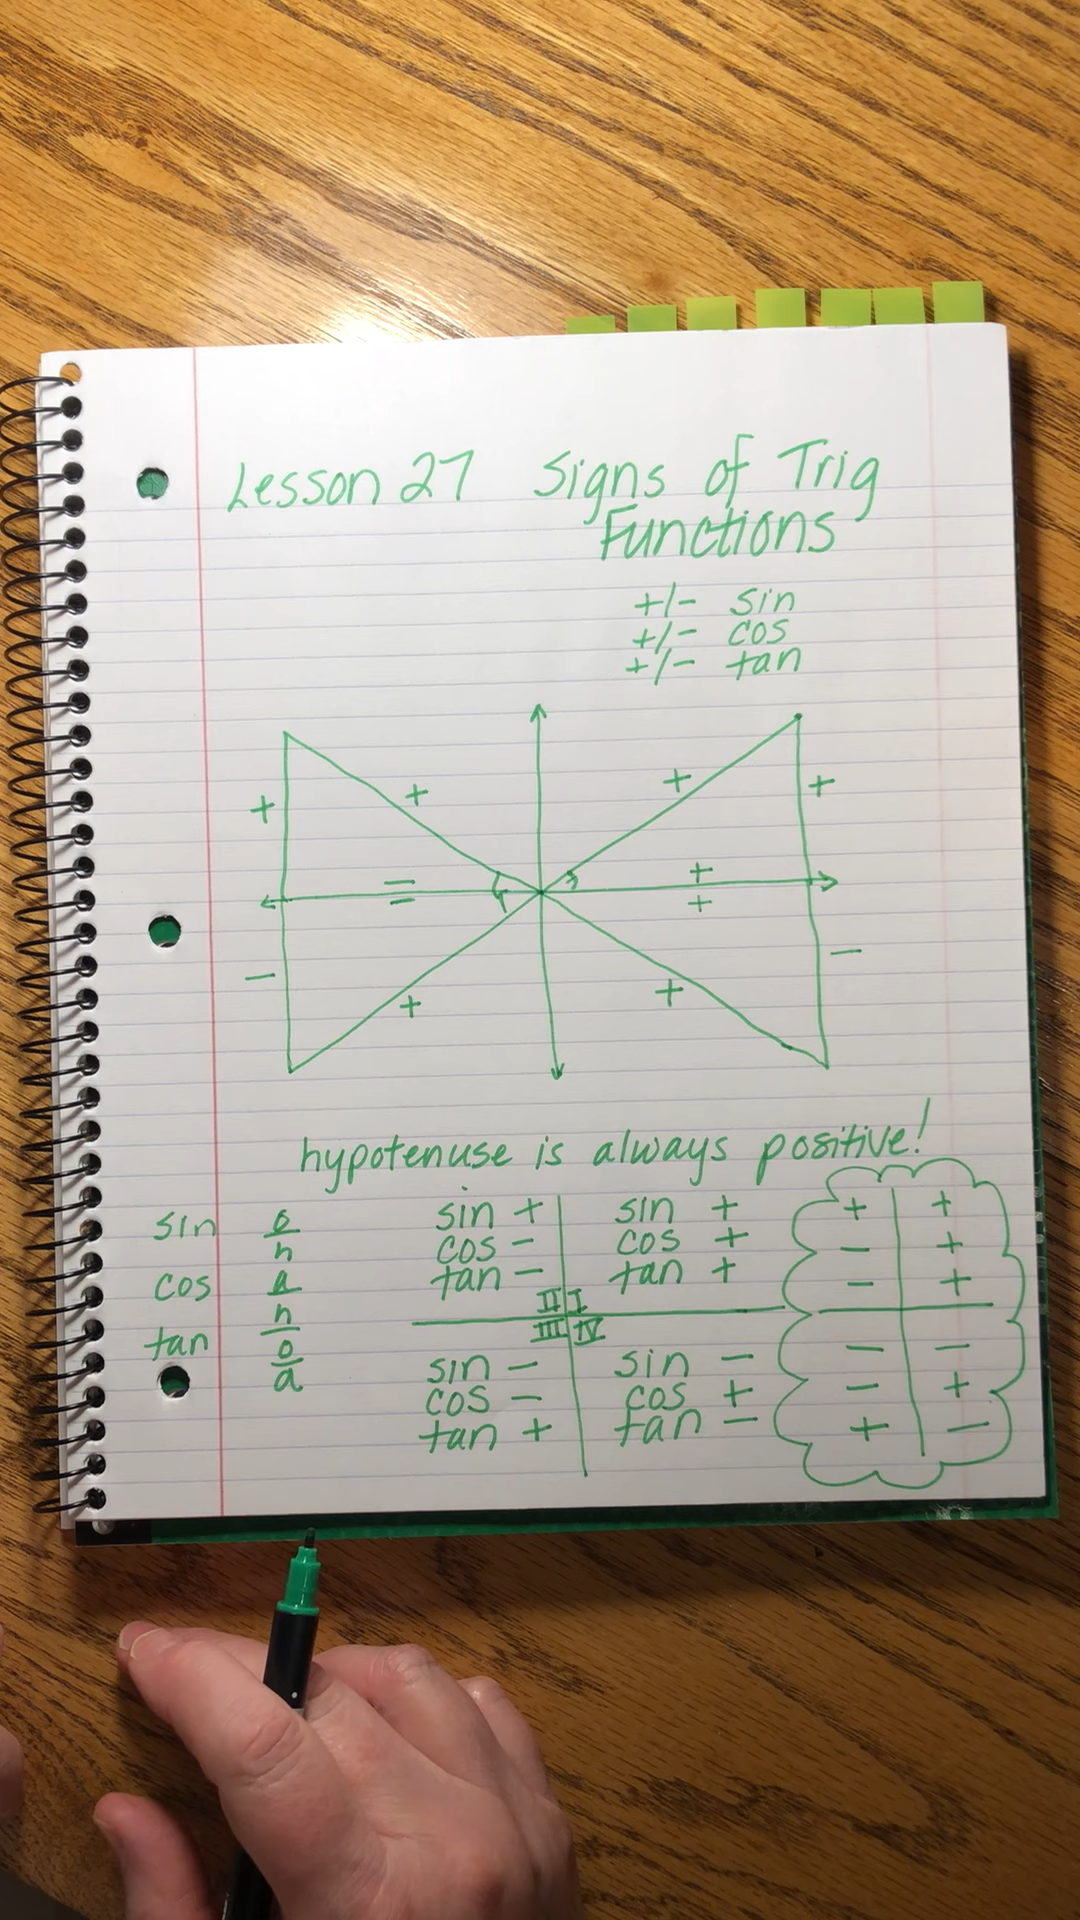 Lesson 27 Signs of Trig
Functions
+/- sin
+/- cos
+/- tan
+ + + +
= + +
- + + -
hypotenuse is always positive!
sin o/h
cos a/h
tan o/a
sin + sin +
cos - cos +
tan - tan +
II I
III IV
sin - sin -
cos - cos +
tan + tan -
+ +
- +
- +
- -
- +
+ -